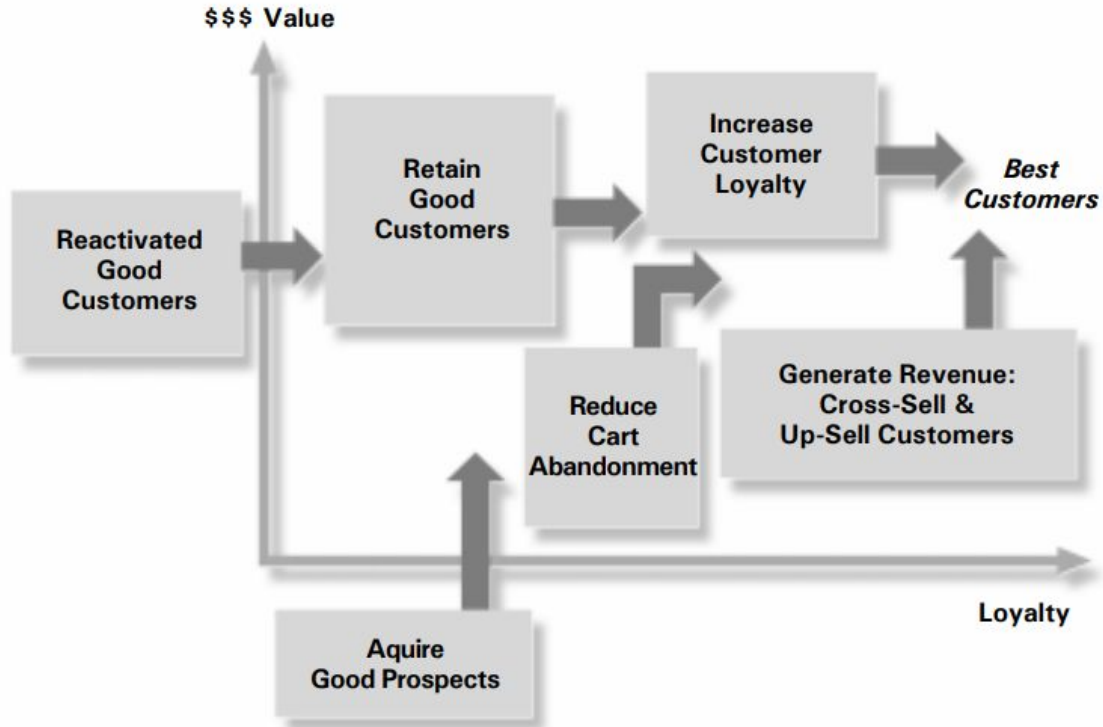 $$$ Value
Increase
Customer
Loyalty
Best
Customers
Retain
Good
Customers
Reactivated
Good
Customers
Reduce
Cart
Abandonment
Generate Revenue:
Cross-Sell &
Up-Sell Customers
Loyalty
Aquire
Good Prospects